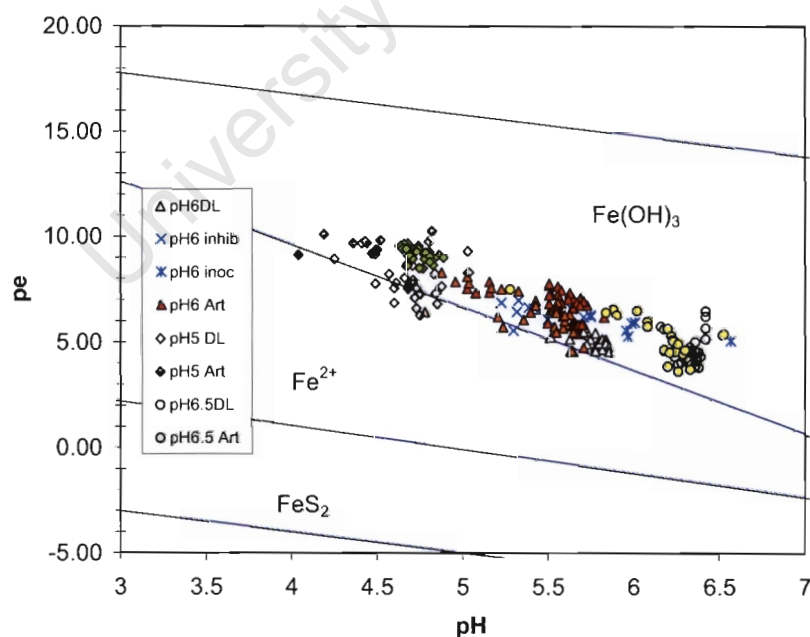 20.00
15.00
10.00
5.00
0.00
-5.00
pe
University
pH6DL
pH6 inhib
pH6 inoc
pH6 Art
pH5 DL
pH5 Art
pH6.5DL
pH6.5 Art
Fe(OH)3
Fe2+
FeS2
3
3.5
4
4.5
5
5.5
6
6.5
7
pH